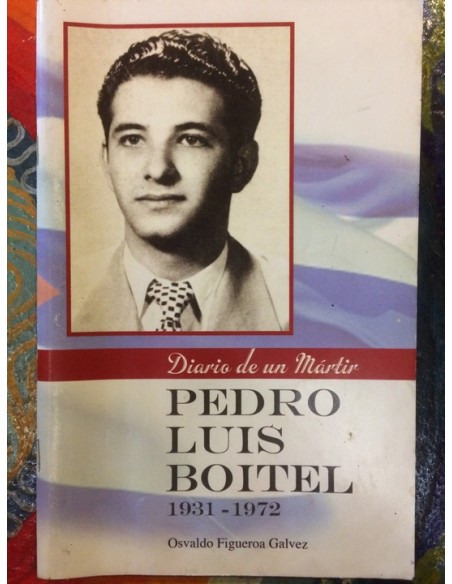 Diario de un Mártir
PEDRO
LUIS
BOITEL
1931 - 1972
Osvaldo Figueroa Galvez